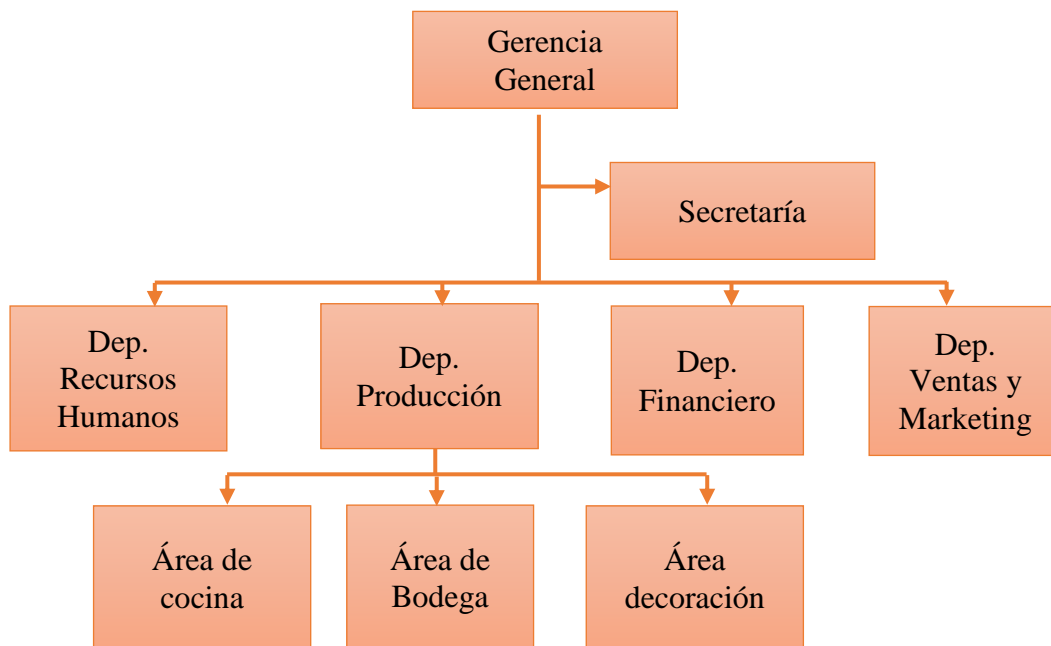 Gerencia
General
Secretaría
Dep.
Recursos
Humanos
Dep.
Producción
Dep.
Financiero
Dep.
Ventas y
Marketing
Área de
cocina
Área de
Bodega
Área
decoración